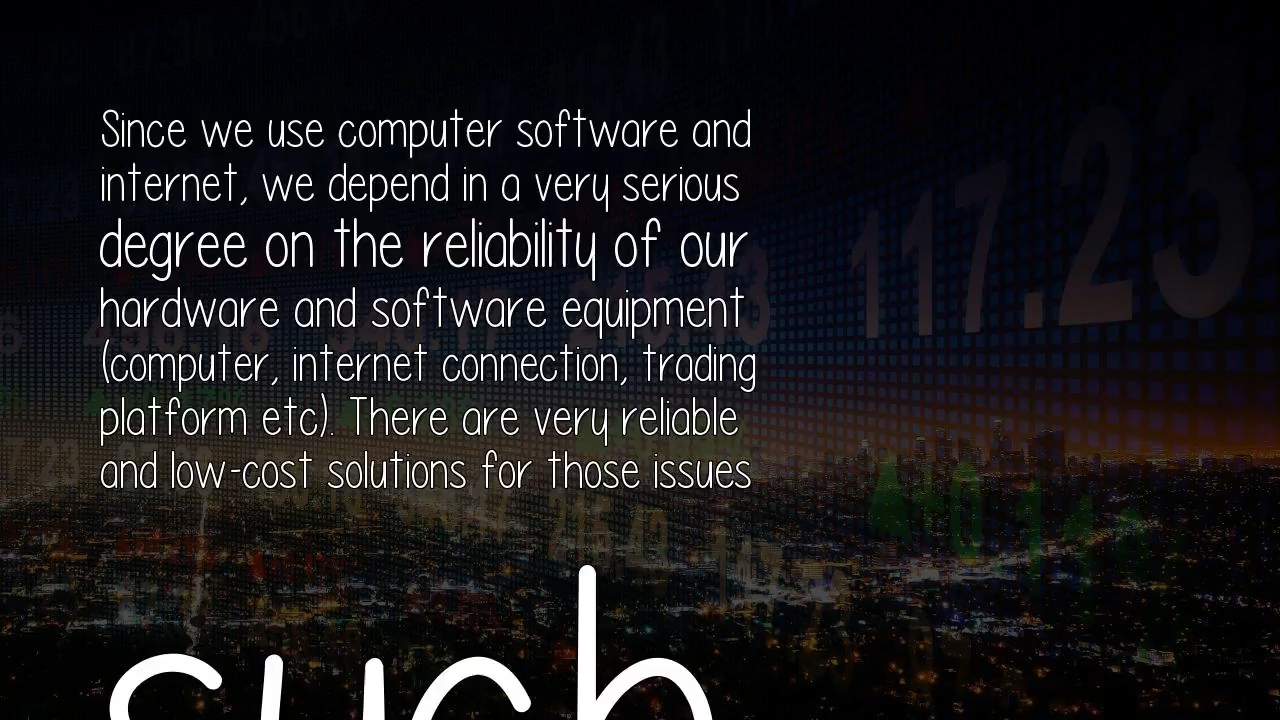 Since we use computer software and
internet, we depend in a very serious
degree on the reliability of our
hardware and software equipment
(computer, internet connection, trading
platform etc). There are very reliable
and low-cost solutions for those issues
such
117.23